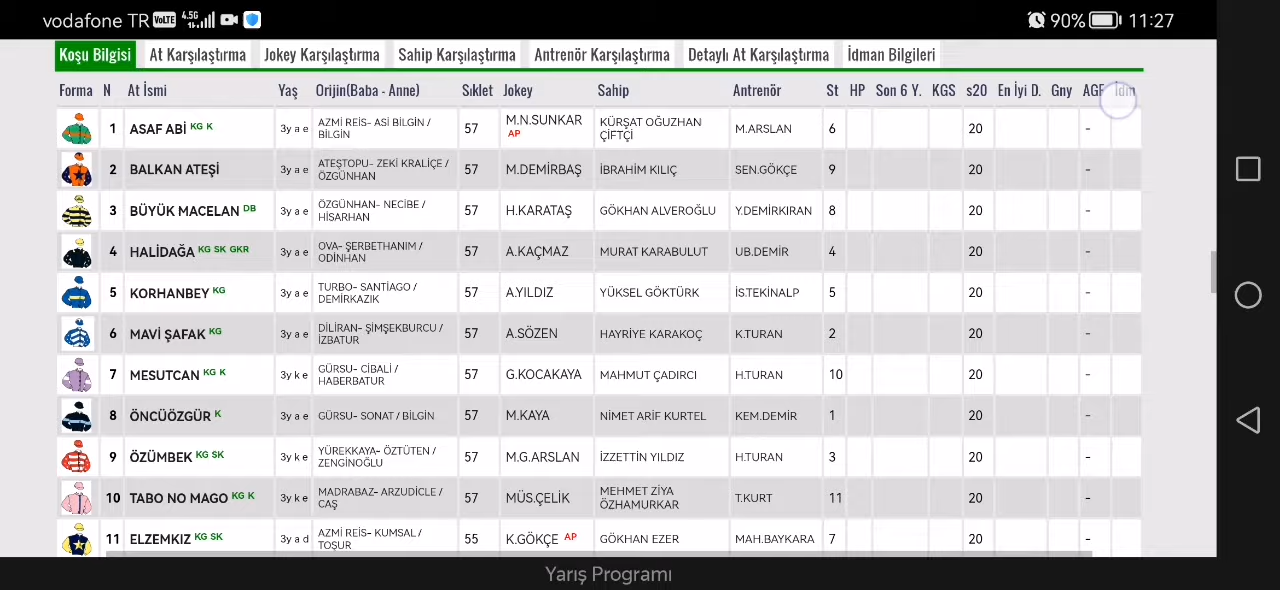 vodafone TR VoLTE 4.5G 90% 11:27
Koşu Bilgisi At Karşılaştırma Jokey Karşılaştırma Sahip Karşılaştırma Antrenör Karşılaştırma Detaylı At Karşılaştırma İdman Bilgileri
Forma N At İsmi Yaş Orijin(Baba - Anne) Sıklet Jokey Sahip Antrenör St HP Son 6 Y. KGS s20 En İyi D. Gny AGF İdm
1 ASAF ABİ KG K 3y a e AZMİ REİS- ASİ BİLGİN / BİLGİN 57 M.N.SUNKAR AP KÜRŞAT OĞUZHAN ÇİFTÇİ M.ARSLAN 6 20 -
2 BALKAN ATEŞİ 3y a e ATEŞTOPU- ZEKİ KRALİÇE / ÖZGÜNHAN 57 M.DEMİRBAŞ İBRAHİM KILIÇ SEN.GÖKÇE 9 20 -
3 BÜYÜK MACELAN DB 3y a e ÖZGÜNHAN- NECİBE / HİSARHAN 57 H.KARATAŞ GÖKHAN ALVEROĞLU Y.DEMİRKIRAN 8 20 -
4 HALİDAĞA KG SK GKR 3y a e OVA- ŞERBETHANIM / ODİNHAN 57 A.KAÇMAZ MURAT KARABULUT UB.DEMİR 4 20 -
5 KORHANBEY KG 3y a e TURBO- SANTİAGO / DEMİRKAZIK 57 A.YILDIZ YÜKSEL GÖKTÜRK İS.TEKİNALP 5 20 -
6 MAVİ ŞAFAK KG 3y a e DİLİRAN- ŞİMŞEKBURCU / İZBATUR 57 A.SÖZEN HAYRİYE KARAKOÇ K.TURAN 2 20 -
7 MESUTCAN KG K 3y k e GÜRSU- CİBALİ / HABERBATUR 57 G.KOCAKAYA MAHMUT ÇADIRCI H.TURAN 10 20 -
8 ÖNCÜÖZGÜR K 3y a e GÜRSU- SONAT / BİLGİN 57 M.KAYA NİMET ARİF KURTEL KEM.DEMİR 1 20 -
9 ÖZÜMBEK KG SK 3y k e YÜREKKAYA- ÖZTÜTEN / ZENGİNOĞLU 57 M.G.ARSLAN İZZETTİN YILDIZ H.TURAN 3 20 -
10 TABO NO MAGO KG K 3y k e MADRABAZ- ARZUDİCLE / CAŞ 57 MÜS.ÇELİK MEHMET ZİYA ÖZHAMURKAR T.KURT 11 20 -
11 ELZEMKIZ KG SK 3y a d AZMİ REİS- KUMSAL / TOŞUR 55 K.GÖKÇE AP GÖKHAN EZER MAH.BAYKARA 7 20 -
Yarış Programı